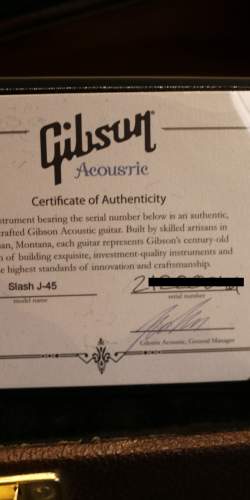 Gibson
Acoustic
Certificate of Authenticity
strument bearing the serial number below is an authentic,
rafted Gibson Acoustic guitar. Built by skilled artisans in
an, Montana, each guitar represents Gibson's century-old
n of building exquisite, investment-quality instruments and
e highest standards of innovation and craftsmanship.
Slash J-45
model name
serial number
Gibson Acoustic, General Manager